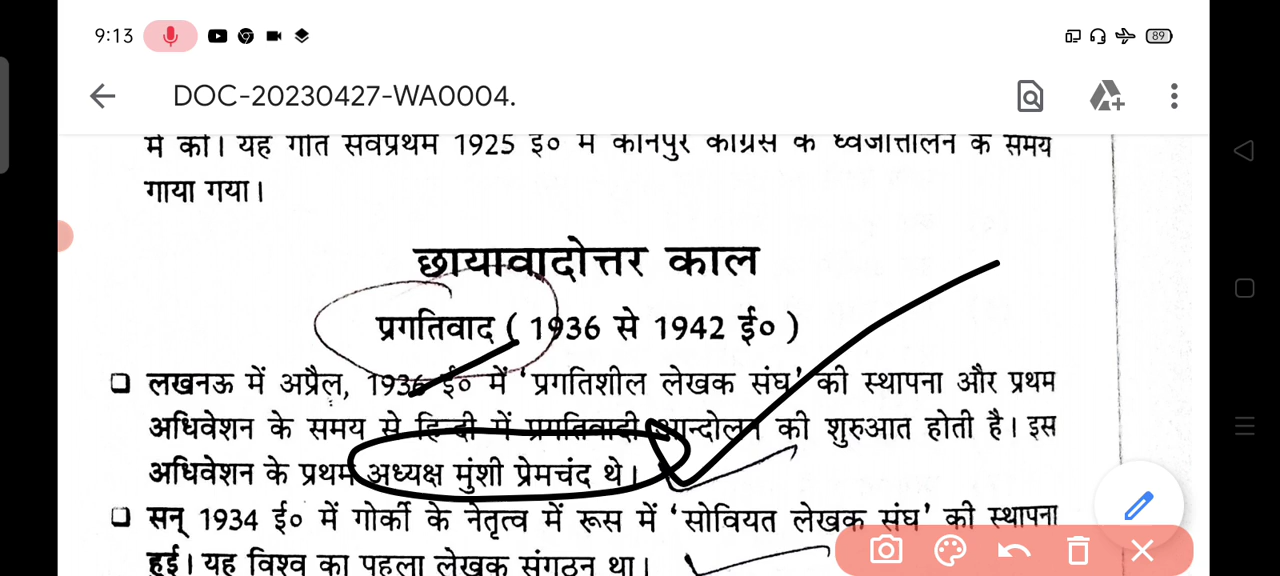 9:13
89
DOC-20230427-WA0004.
में की। यह गीत सर्वप्रथम 1925 ई० में कानपुर कांग्रेस के ध्वजोत्तोलन के समय
गाया गया।
छायावादोत्तर काल
प्रगतिवाद ( 1936 से 1942 ई० )
❑ लखनऊ में अप्रैल, 1936 ई० में 'प्रगतिशील लेखक संघ' की स्थापना और प्रथम
अधिवेशन के समय से हिन्दी में प्रगतिवादी आन्दोलन की शुरुआत होती है। इस
अधिवेशन के प्रथम अध्यक्ष मुंशी प्रेमचंद थे।
❑ सन् 1934 ई० में गोर्की के नेतृत्व में रूस में 'सोवियत लेखक संघ' की स्थापना
हुई। यह विश्व का पहला लेखक संगठन था।